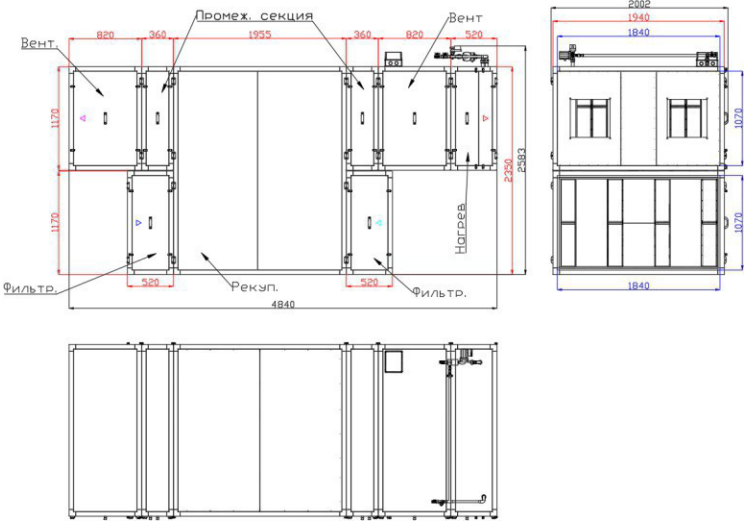 2002
Промеж. секция
Вент
1940
Вент.
820
360
1955
360
820
520
1840
1170
1070
2350
2583
1170
1070
Нагрев
Фильтр.
520
Рекуп.
520
Фильтр.
1840
4840